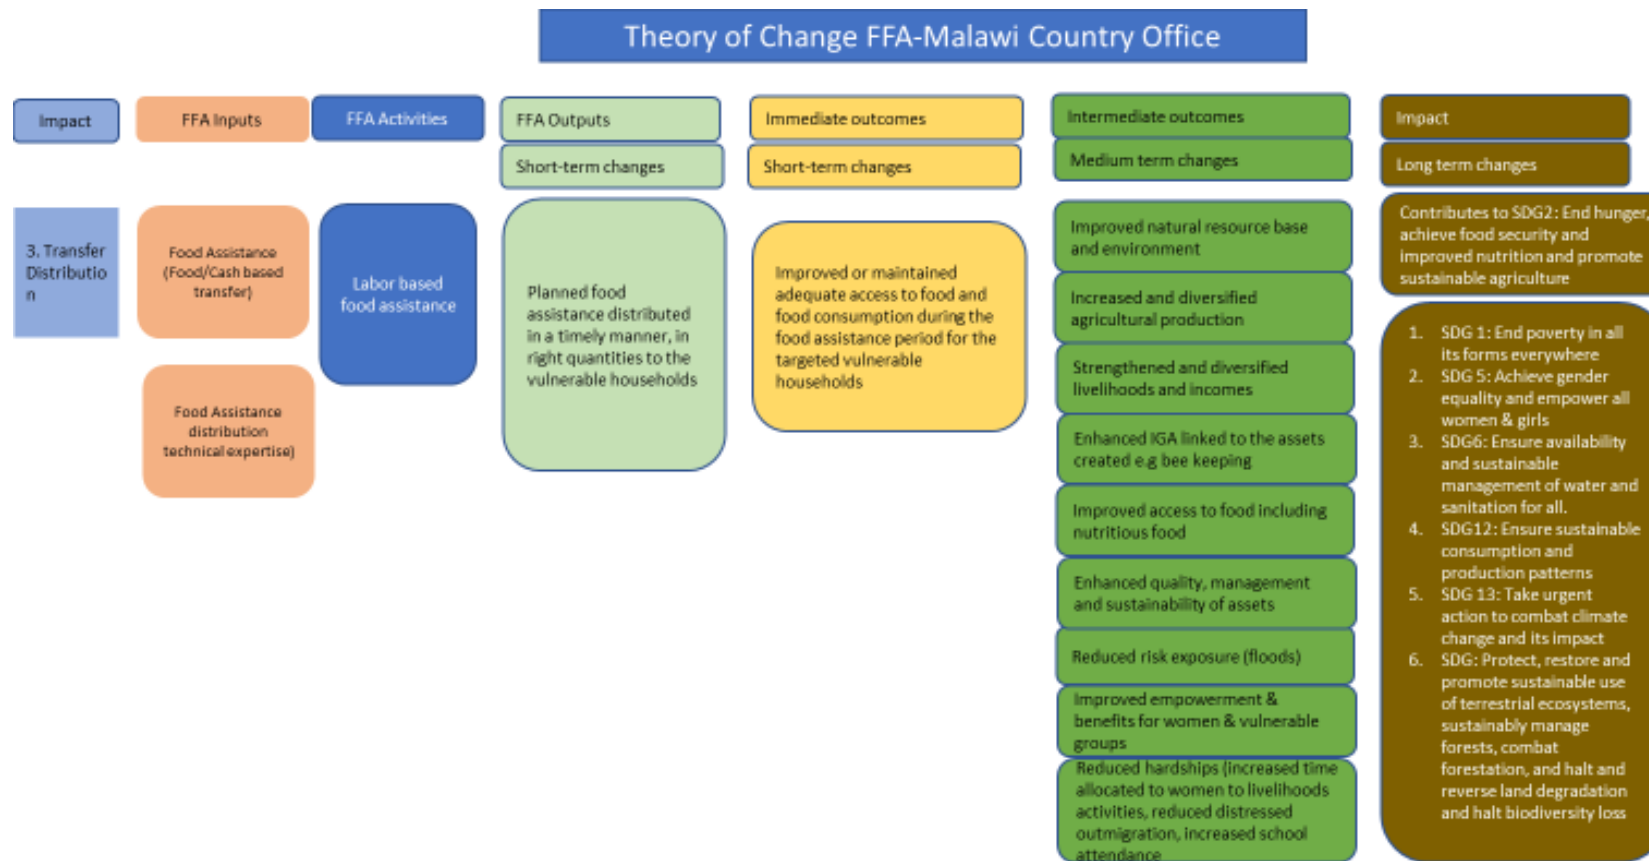 Theory of Change FFA-Malawi Country Office
Impact
FFA Inputs
FFA Activities
FFA Outputs
Short-term changes
Immediate outcomes
Short-term changes
Intermediate outcomes
Medium term changes
Impact
Long term changes
3. Transfer
Distributio
n
Food Assistance
(Food/Cash based
transfer)
Food Assistance
distribution
technical expertise)
Labor based
food assistance
Planned food
assistance distributed
in a timely manner, in
right quantities to the
vulnerable households
Improved or maintained
adequate access to food and
food consumption during the
food assistance period for the
targeted vulnerable
households
Improved natural resource base
and environment
Increased and diversified
agricultural production
Strengthened and diversified
livelihoods and incomes
Enhanced IGA linked to the assets
created e.g bee keeping
Improved access to food including
nutritious food
Enhanced quality, management
and sustainability of assets
Reduced risk exposure (floods)
Improved empowerment &
benefits for women & vulnerable
groups
Reduced hardships (increased time
allocated to women to livelihoods
activities, reduced distressed
outmigration, increased school
attendance
Contributes to SDG2: End hunger,
achieve food security and
improved nutrition and promote
sustainable agriculture
1. SDG 1: End poverty in all
its forms everywhere
2. SDG 5: Achieve gender
equality and empower all
women & girls
3. SDG6: Ensure availability
and sustainable
management of water and
sanitation for all.
4. SDG12: Ensure sustainable
consumption and
production patterns
5. SDG 13: Take urgent
action to combat climate
change and its impact
6. SDG: Protect, restore and
promote sustainable use
of terrestrial ecosystems,
sustainably manage
forests, combat
forestation, and halt and
reverse land degradation
and halt biodiversity loss